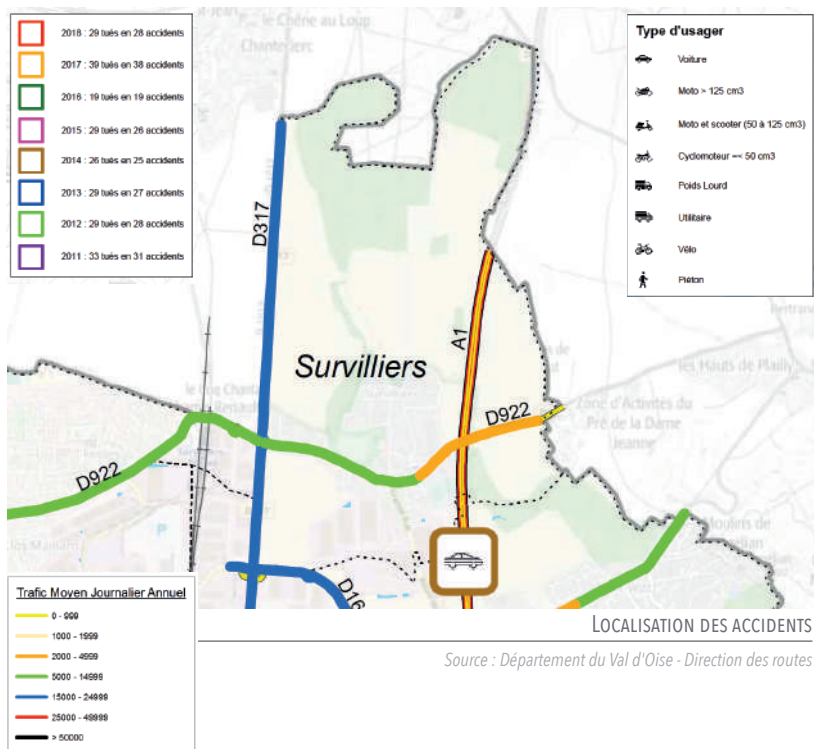 2018 : 29 tués en 28 accidents
2017 : 39 tués en 38 accidents
2016 : 19 tués en 19 accidents
2015 : 29 tués en 26 accidents
2014 : 26 tués en 25 accidents
2013 : 29 tués en 27 accidents
2012 : 29 tués en 28 accidents
2011 : 33 tués en 31 accidents
le Chêne au Loup
Chantecler
Type d'usager
Voiture
Moto > 125 cm3
Moto et scooter (50 à 125 cm3)
Cyclomoteur =< 50 cm3
Poids Lourd
Utilitaire
Vélo
Piéton
D317
A1
Survilliers
les Hauts de Plailly
Zone d'Activités du
Pré de la Dame
Jeanne
D922
D922
Moulins de
D16
Trafic Moyen Journalier Annuel
0 - 999
1000 - 1999
2000 - 4999
5000 - 14999
15000 - 24999
25000 - 49999
> 50000
LOCALISATION DES ACCIDENTS
Source : Département du Val d'Oise - Direction des routes